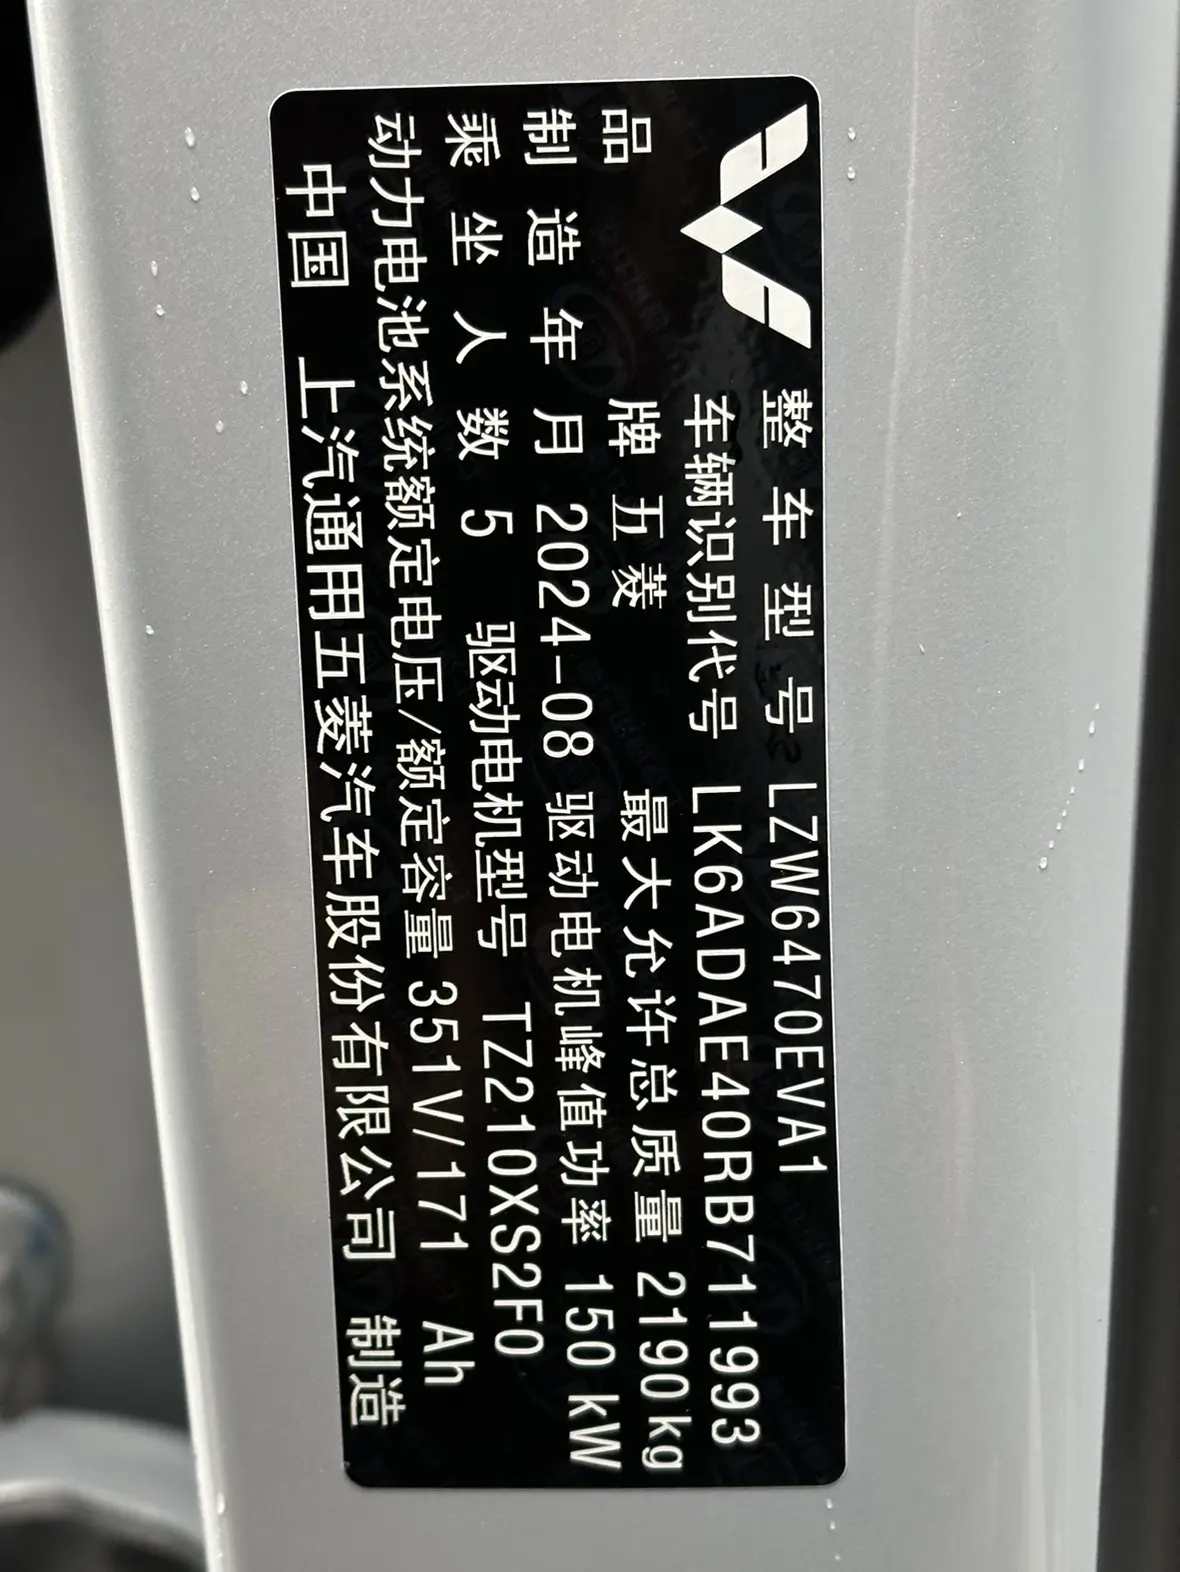 整车型号 LZW6470EVA1
车辆识别代号 LK6ADAE40RB711993
品牌 五菱 最大允许总质量 2190kg
制造年月 2024-08 驱动电机峰值功率 150 kW
乘坐人数 5 驱动电机型号 TZ210XS2F0
动力电池系统额定电压/额定容量 351V/171 Ah
中国 上汽通用五菱汽车股份有限公司 制造